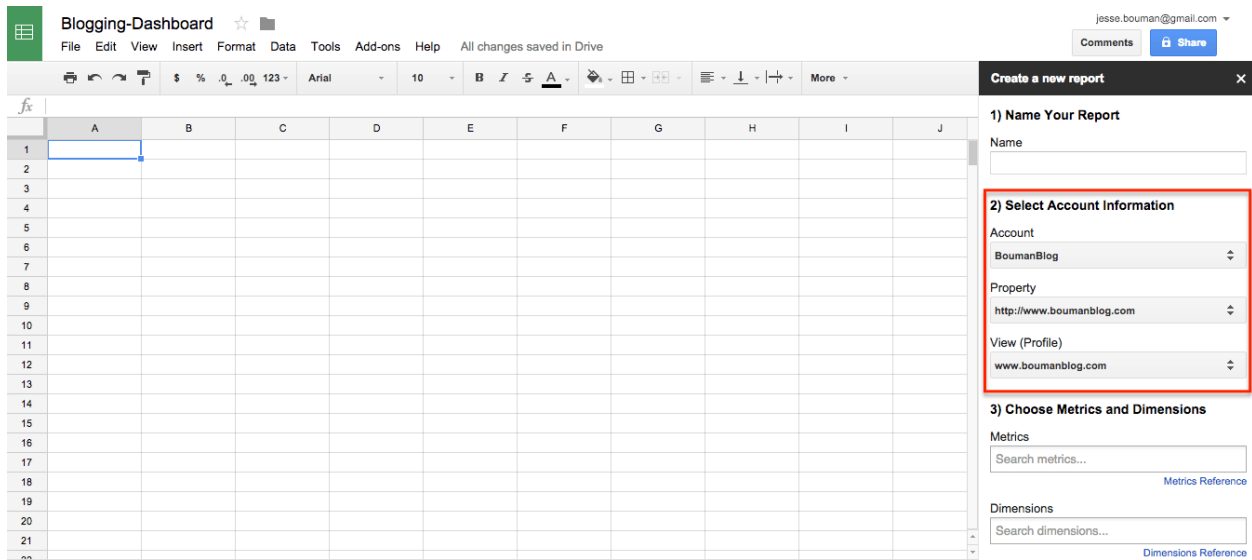 jesse.bouman@gmail.com
Blogging-Dashboard
File Edit View Insert Format Data Tools Add-ons Help All changes saved in Drive
Comments Share
$ % .0 .00 123 Arial 10 B I S A More
Create a new report
fx
A B C D E F G H I J
1) Name Your Report
Name
1
2
3
4
5
6
7
8
9
10
11
12
13
14
15
16
17
18
19
20
21
22
2) Select Account Information
Account
BoumanBlog
Property
http://www.boumanblog.com
View (Profile)
www.boumanblog.com
3) Choose Metrics and Dimensions
Metrics
Search metrics...
Metrics Reference
Dimensions
Search dimensions...
Dimensions Reference